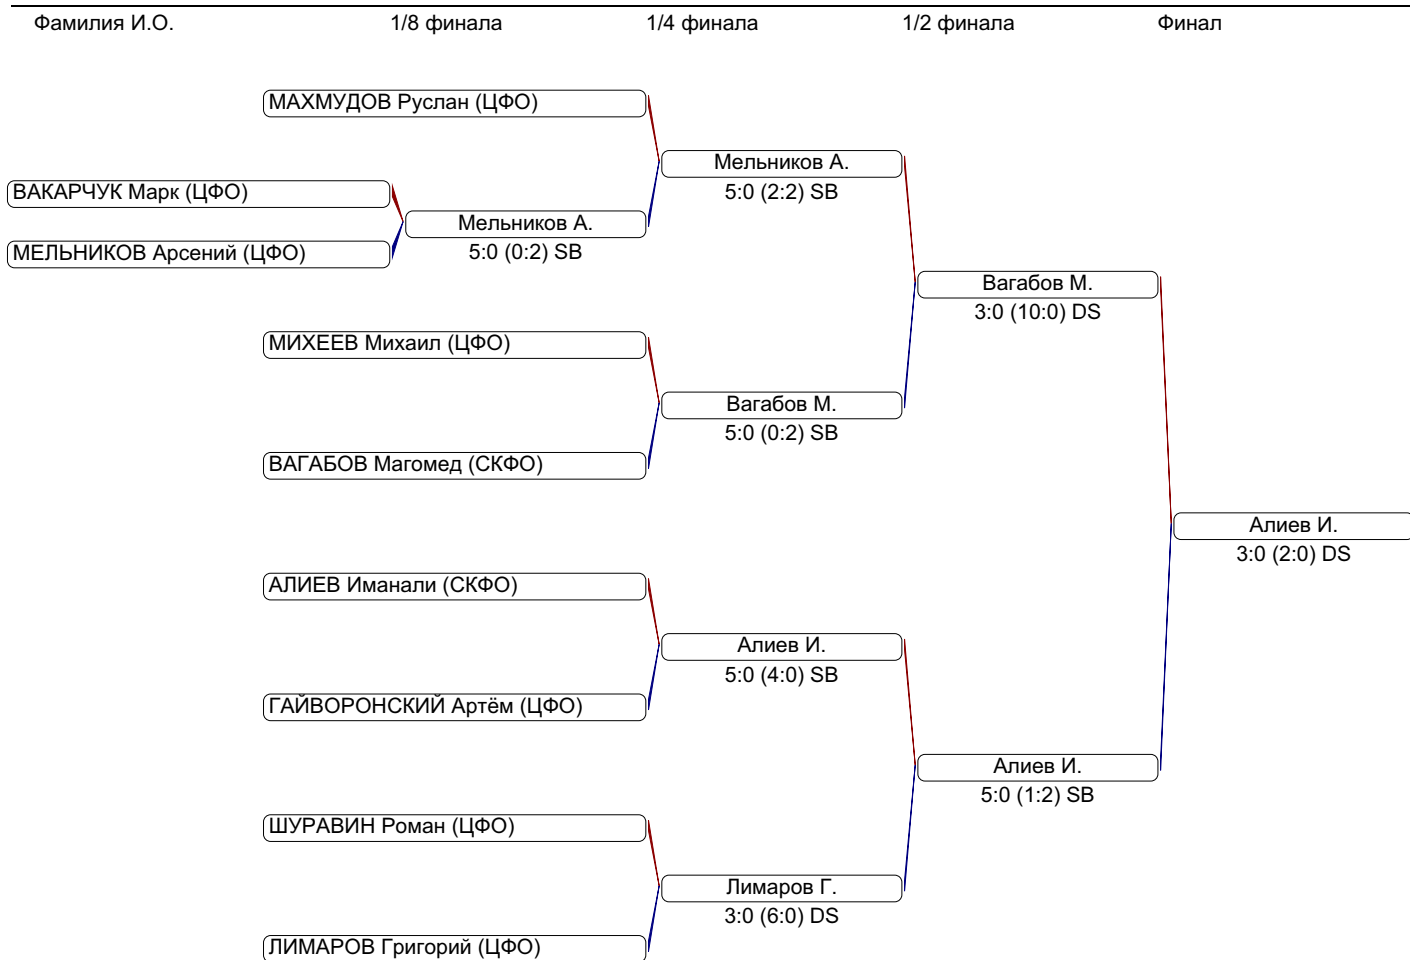 Фамилия И.О. 1/8 финала 1/4 финала 1/2 финала Финал
МАХМУДОВ Руслан (ЦФО)
Мельников А.
5:0 (2:2) SB
ВАКАРЧУК Марк (ЦФО)
Мельников А.
5:0 (0:2) SB
МЕЛЬНИКОВ Арсений (ЦФО)
Вагабов М.
3:0 (10:0) DS
МИХЕЕВ Михаил (ЦФО)
Вагабов М.
5:0 (0:2) SB
ВАГАБОВ Магомед (СКФО)
Алиев И.
3:0 (2:0) DS
АЛИЕВ Иманали (СКФО)
Алиев И.
5:0 (4:0) SB
ГАЙВОРОНСКИЙ Артём (ЦФО)
Алиев И.
5:0 (1:2) SB
ШУРАВИН Роман (ЦФО)
Лимаров Г.
3:0 (6:0) DS
ЛИМАРОВ Григорий (ЦФО)